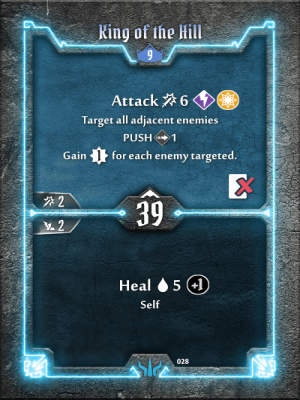 King of the Hill
9
Attack 6
Target all adjacent enemies
PUSH 1
Gain 1 for each enemy targeted.
2
39
2
Heal 5 +1
Self
028